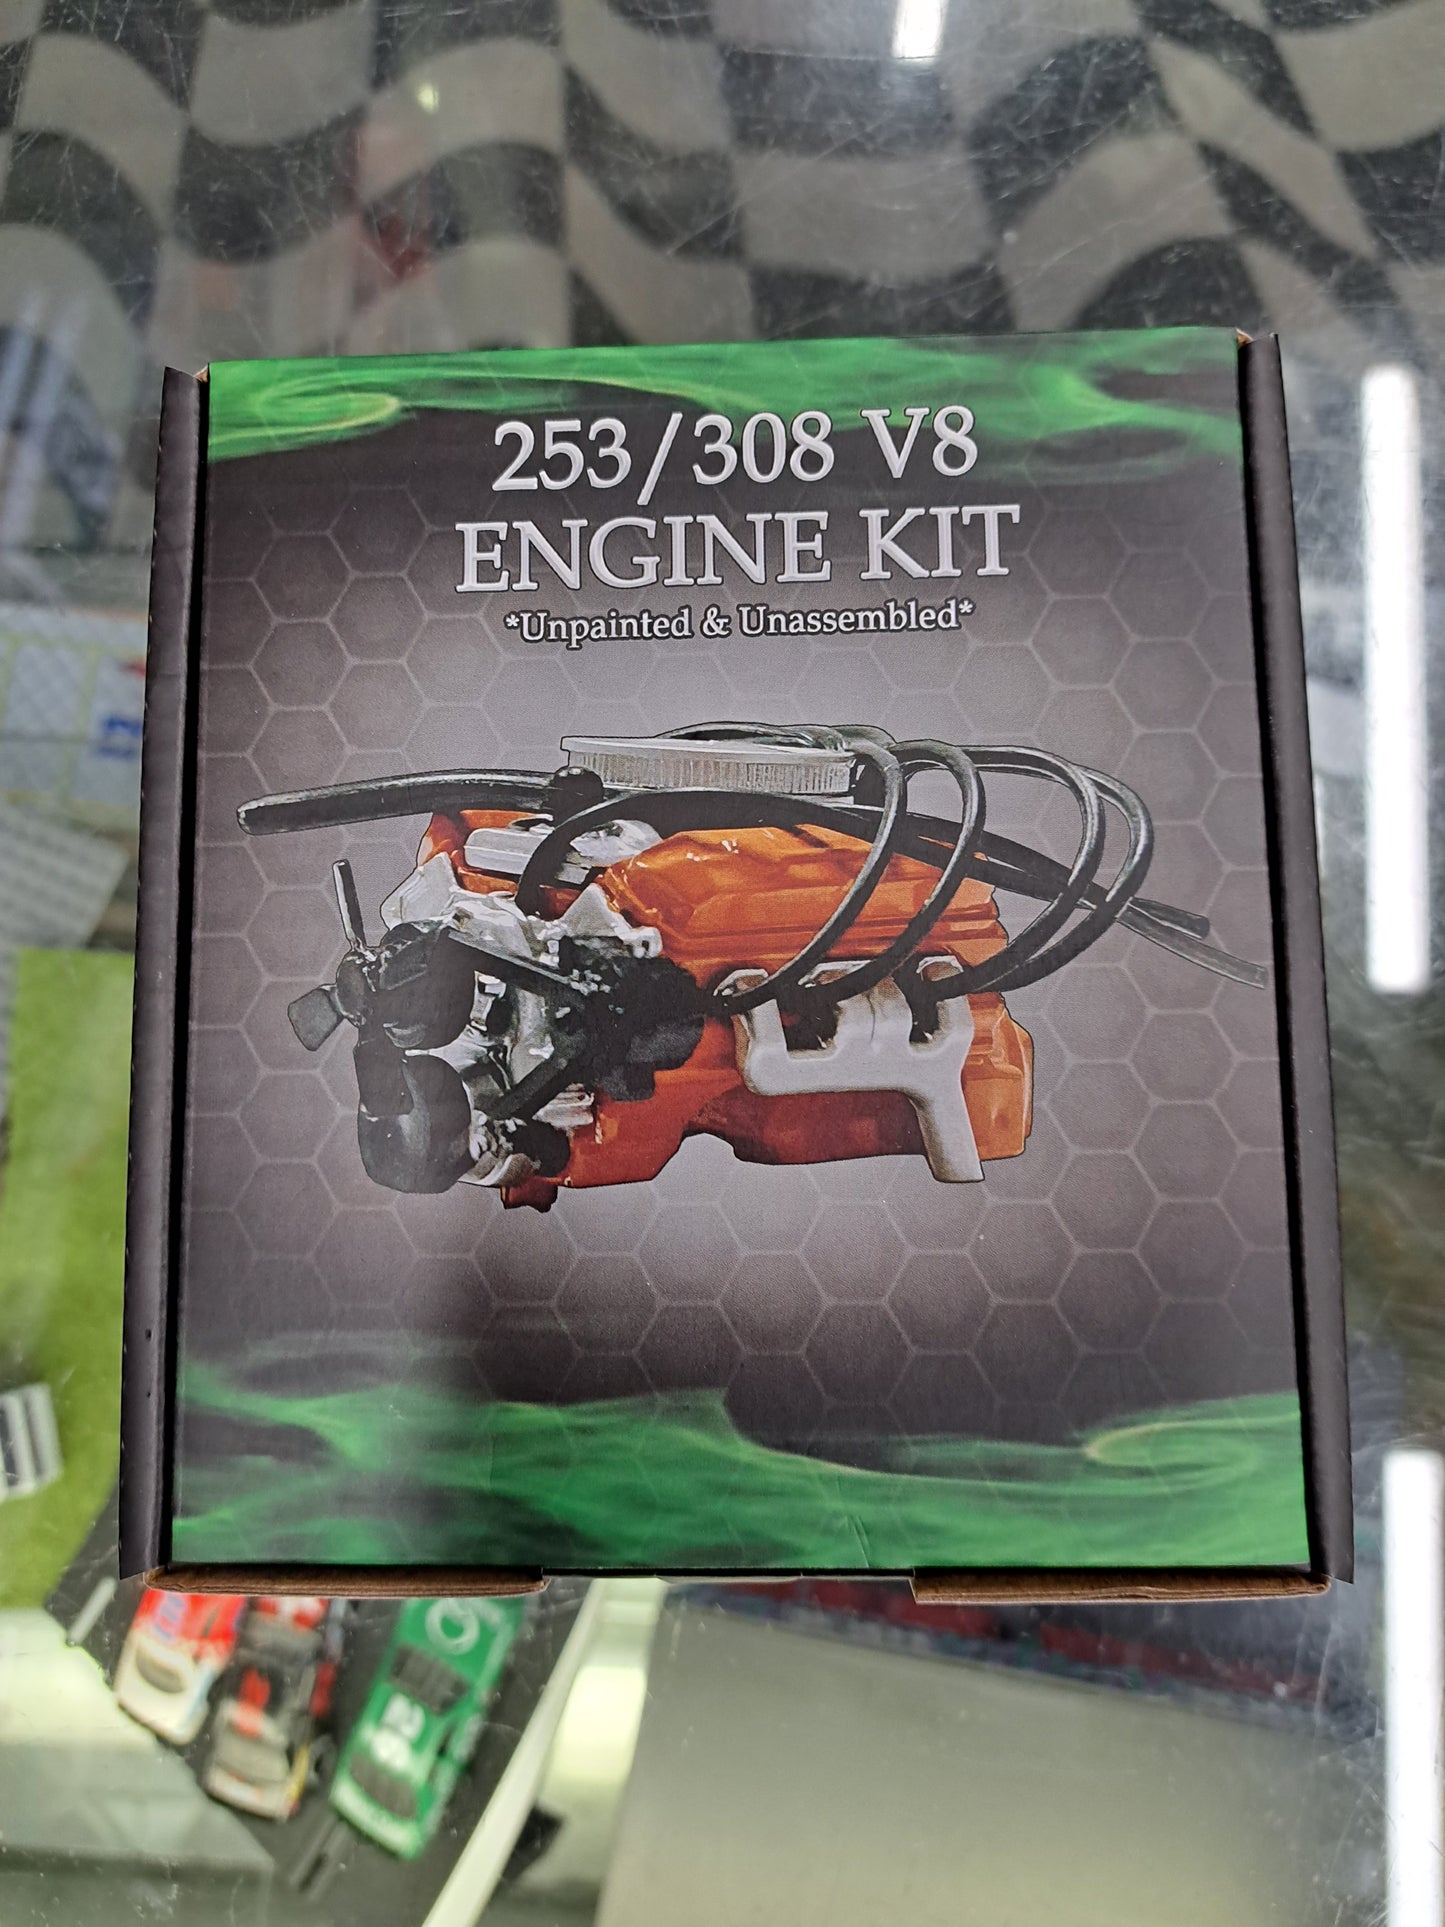 253/308 V8
ENGINE KIT
*Unpainted & Unassembled*